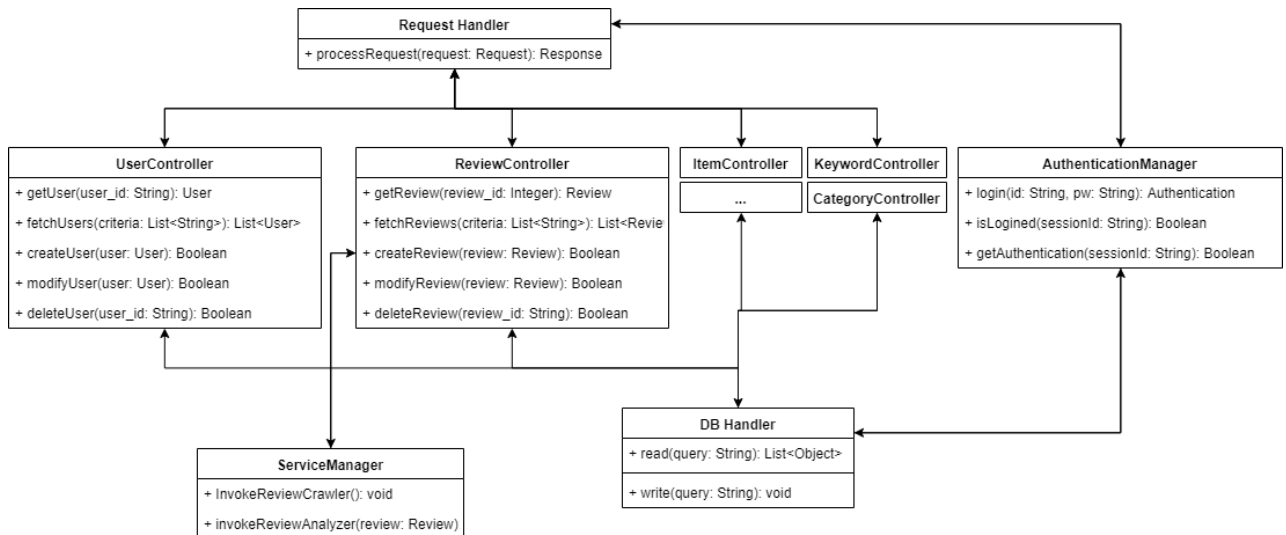 Request Handler
+ processRequest(request: Request): Response
UserController
+ getUser(user_id: String): User
+ fetchUsers(criteria: List<String>): List<User>
+ createUser(user: User): Boolean
+ modifyUser(user: User): Boolean
+ deleteUser(user_id: String): Boolean
ReviewController
+ getReview(review_id: Integer): Review
+ fetchReviews(criteria: List<String>): List<Revie
+ createReview(review: Review): Boolean
+ modifyReview(review: Review): Boolean
+ deleteReview(review_id: String): Boolean
ItemController
...
KeywordController
CategoryController
AuthenticationManager
+ login(id: String, pw: String): Authentication
+ isLogined(sessionId: String): Boolean
+ getAuthentication(sessionId: String): Boolean
DB Handler
+ read(query: String): List<Object>
+ write(query: String): void
ServiceManager
+ InvokeReviewCrawler(): void
+ invokeReviewAnalyzer(review: Review)